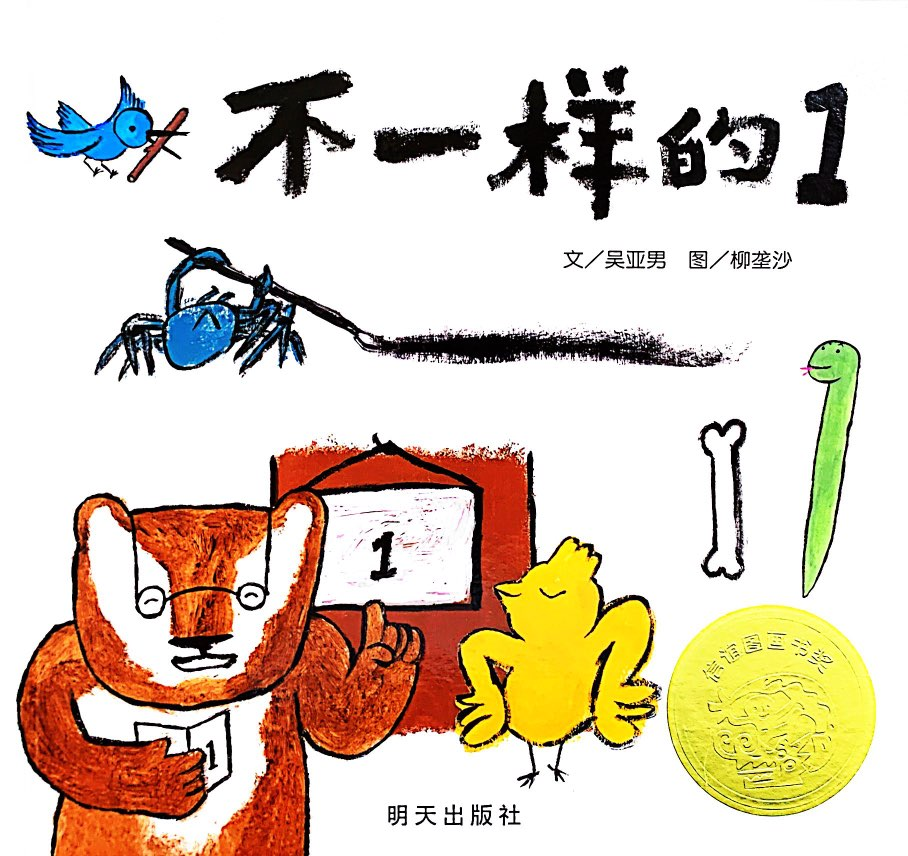 不一样的1
文／吴亚男 图／柳垄沙
1
1
信谊图画书奖
明天出版社